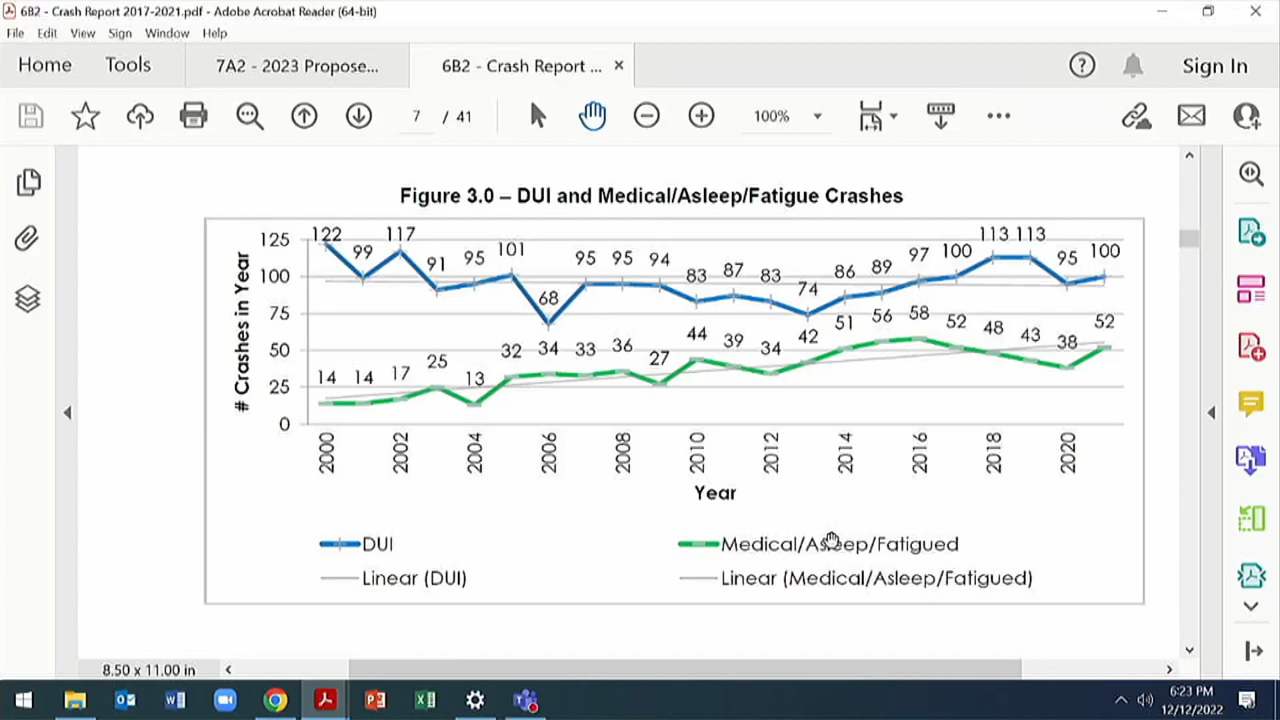 6B2 - Crash Report 2017-2021.pdf - Adobe Acrobat Reader (64-bit)
File Edit View Sign Window Help
Home Tools 7A2 - 2023 Propose... 6B2 - Crash Report ... × Sign In
7 / 41 100%
Figure 3.0 – DUI and Medical/Asleep/Fatigue Crashes
# Crashes in Year
125
100
75
50
25
0
122 99 117 91 95 101 68 95 95 94 83 87 83 74 86 89 97 100 113 113 95 100
14 14 17 25 13 32 34 33 36 27 44 39 34 42 51 56 58 52 48 43 38 52
2000 2002 2004 2006 2008 2010 2012 2014 2016 2018 2020
Year
DUI Medical/Asleep/Fatigued
Linear (DUI) Linear (Medical/Asleep/Fatigued)
8.50 x 11.00 in
6:23 PM
12/12/2022